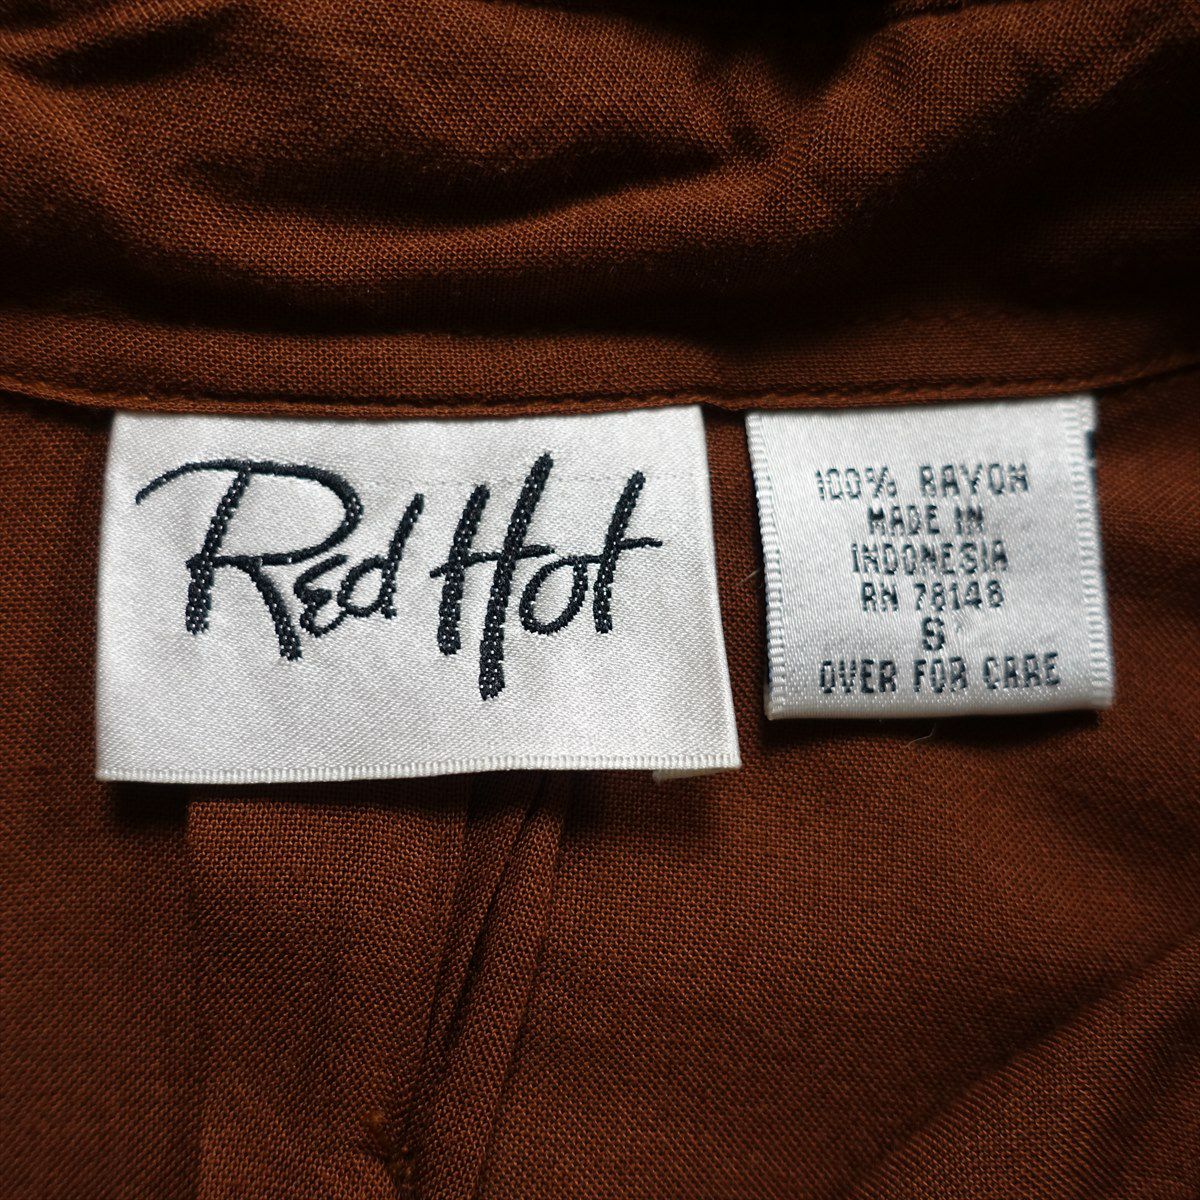 Red Hot
100% RAYON
MADE IN
INDONESIA
RN 78148
S
OVER FOR CARE